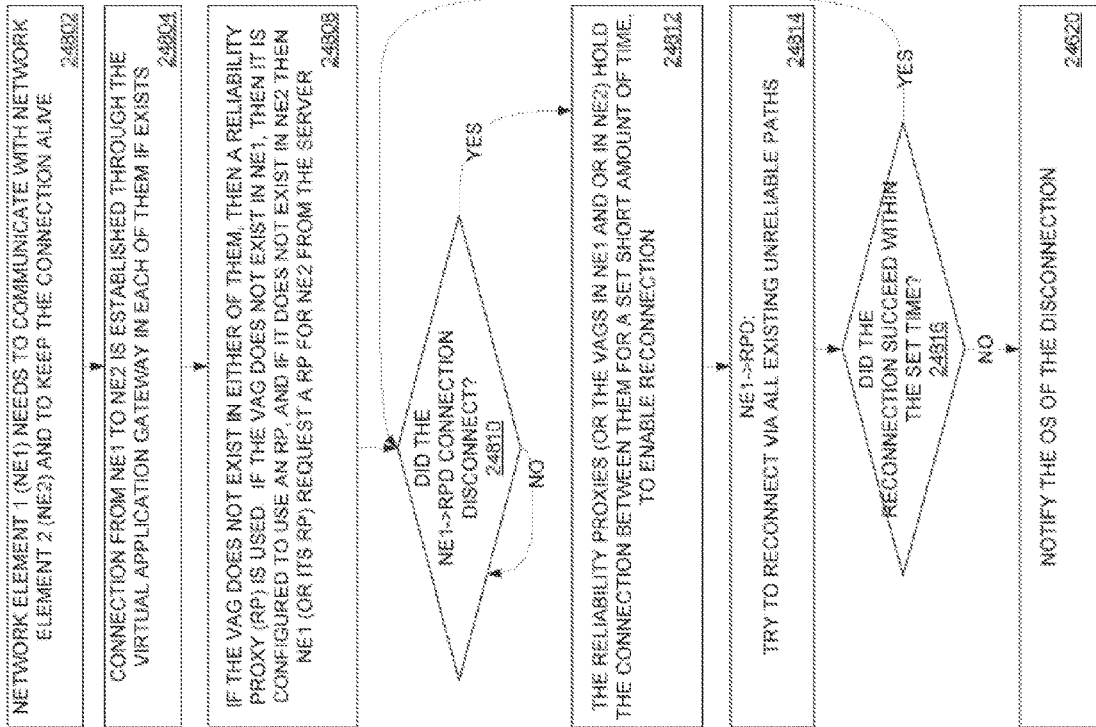 NETWORK ELEMENT 1 (NE1) NEEDS TO COMMUNICATE WITH NETWORK
ELEMENT 2 (NE2) AND TO KEEP THE CONNECTION ALIVE
24802
CONNECTION FROM NE1 TO NE2 IS ESTABLISHED THROUGH THE
VIRTUAL APPLICATION GATEWAY IN EACH OF THEM IF EXISTS
24804
IF THE VAG DOES NOT EXIST IN EITHER OF THEM, THEN A RELIABILITY
PROXY (RP) IS USED. IF THE VAG DOES NOT EXIST IN NE1, THEN IT IS
CONFIGURED TO USE AN RP, AND IF IT DOES NOT EXIST IN NE2 THEN
NE1 (OR ITS RP) REQUEST A RP FOR NE2 FROM THE SERVER
24808
DID THE
NE1->RPD CONNECTION
DISCONNECT?
24810
YES
NO
THE RELIABILITY PROXIES (OR THE VAGS IN NE1 AND OR IN NE2) HOLD
THE CONNECTION BETWEEN THEM FOR A SET SHORT AMOUNT OF TIME,
TO ENABLE RECONNECTION
24812
NE1->RPD:
TRY TO RECONNECT VIA ALL EXISTING UNRELIABLE PATHS
24814
DID THE
RECONNECTION SUCCEED WITHIN
THE SET TIME?
24816
YES
NO
NOTIFY THE OS OF THE DISCONNECTION
24620